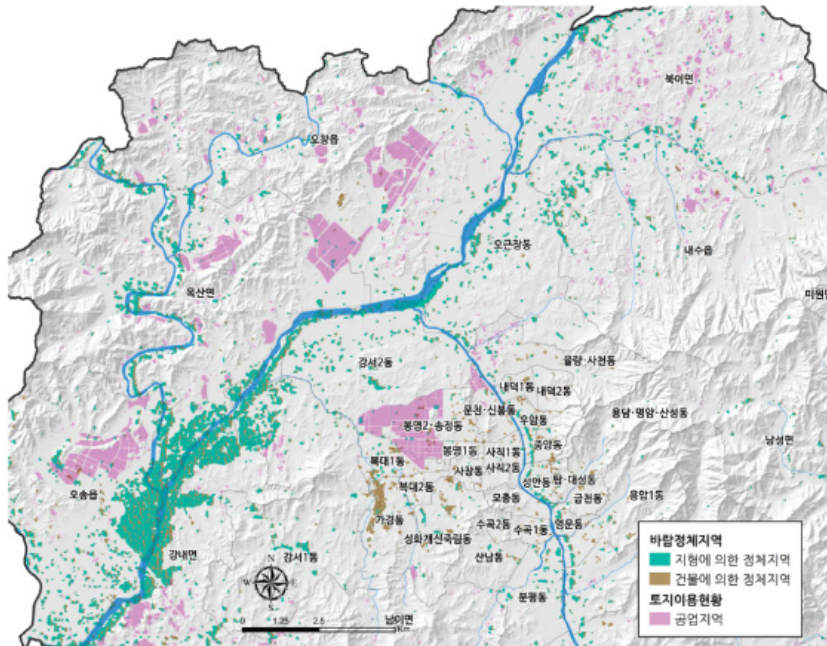 북이면
오창읍
오근장동
내수읍
옥산면
미원면
강서2동
율량·사천동
내덕1동
내덕2동
운천·신봉동
용담·명암·산성동
우암동
봉명2·송정동
중앙동
남성면
봉명1동
사직1동
복대1동
사창동
사직2동
오송읍
복대2동
성안동
탑·대성동
모충동
금천동
용암1동
가경동
수곡2동
수곡1동
영운동
성화개신죽림동
강내면
강서1동
산남동
분평동
남이면
N
W
E
S
0 1.25 2.5 5
Km
바람정체지역
지형에 의한 정체지역
건물에 의한 정체지역
토지이용현황
공업지역